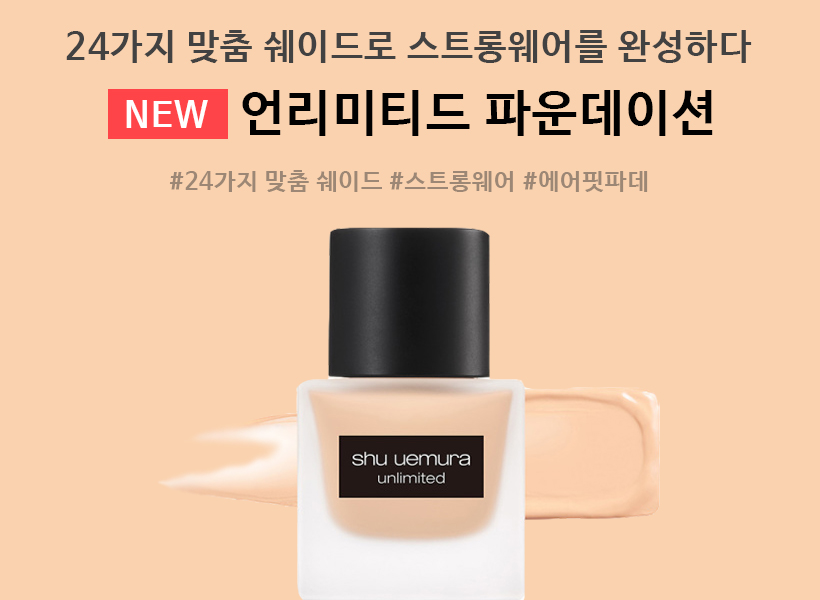 24가지 맞춤 쉐이드로 스트롱웨어를 완성하다
NEW 언리미티드 파운데이션
#24가지 맞춤 쉐이드 #스트롱웨어 #에어핏파데
shu uemura
unlimited